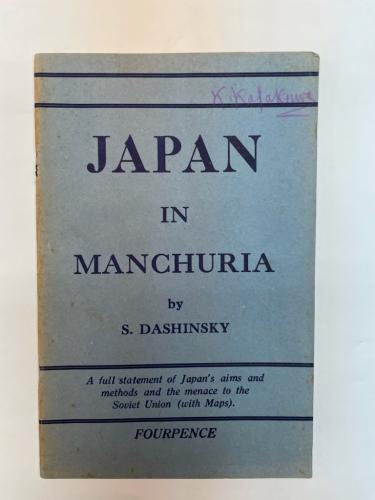 JAPAN
IN
MANCHURIA
by
S. DASHINSKY
A full statement of Japan's aims and
methods and the menace to the
Soviet Union (with Maps).
FOURPENCE